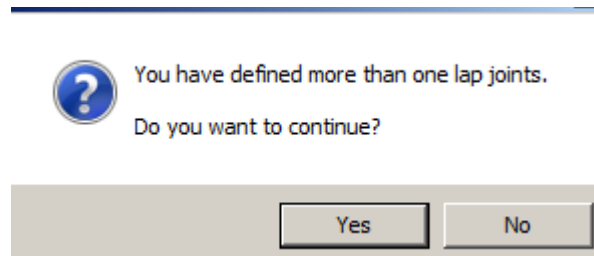 You have defined more than one lap joints.
Do you want to continue?
Yes No